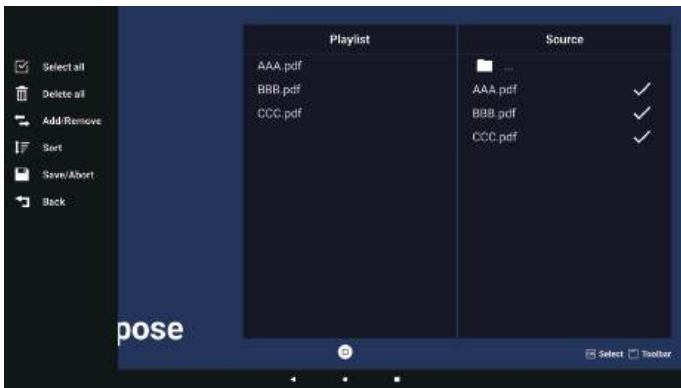 Select all
Delete all
Add/Remove
Sort
Save/Abort
Back
Playlist
AAA.pdf
BBB.pdf
CCC.pdf
Source
...
AAA.pdf
BBB.pdf
CCC.pdf
pose
Select Toolbar